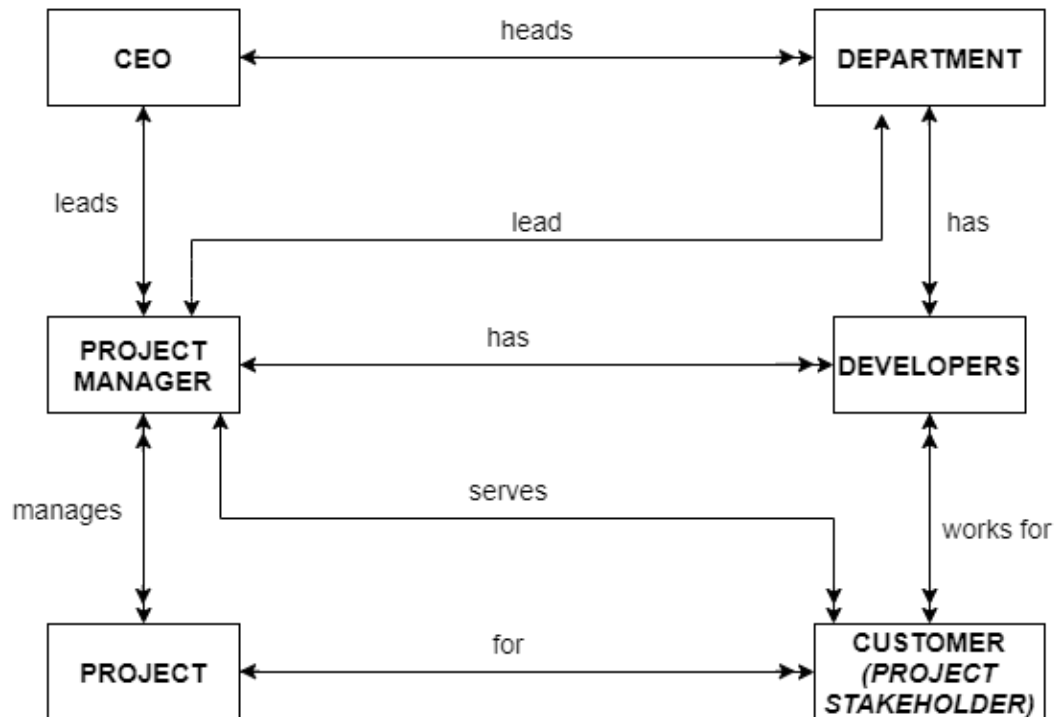 heads
CEO
DEPARTMENT
leads
lead
has
PROJECT
MANAGER
has
DEVELOPERS
manages
serves
works for
PROJECT
for
CUSTOMER
(PROJECT
STAKEHOLDER)